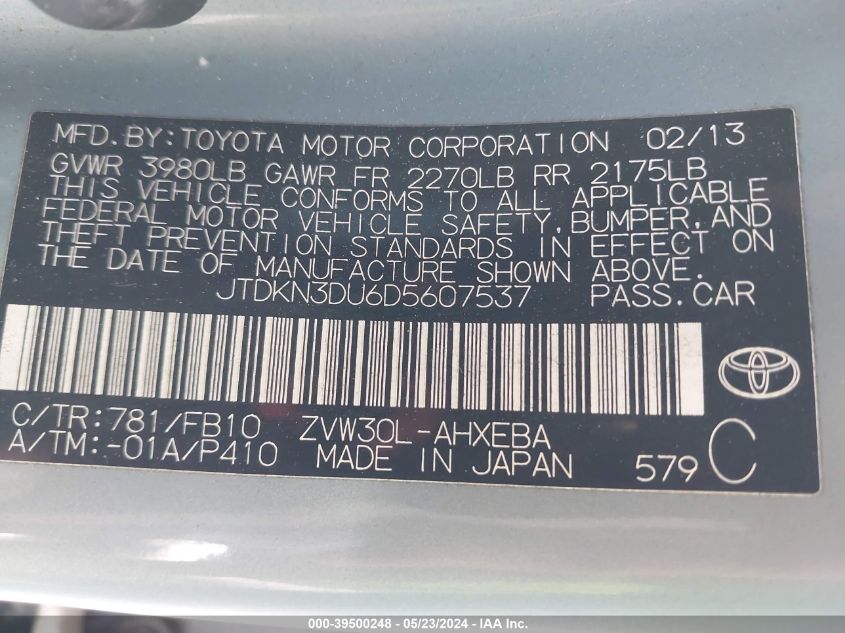 MFD.BY:TOYOTA MOTOR CORPORATION 02/13
GVWR 3980LB GAWR FR 2270LB RR 2175LB
THIS VEHICLE CONFORMS TO ALL APPLICABLE
FEDERAL MOTOR VEHICLE SAFETY,BUMPER,AND
THEFT PREVENTION STANDARDS IN EFFECT ON
THE DATE OF MANUFACTURE SHOWN ABOVE.
JTDKN3DU6D5607537 PASS.CAR
C/TR:781/FB10 ZVW30L-AHXEBA
A/TM:-01A/P410 MADE IN JAPAN 579 C
000-39500248 - 05/23/2024 - IAA Inc.